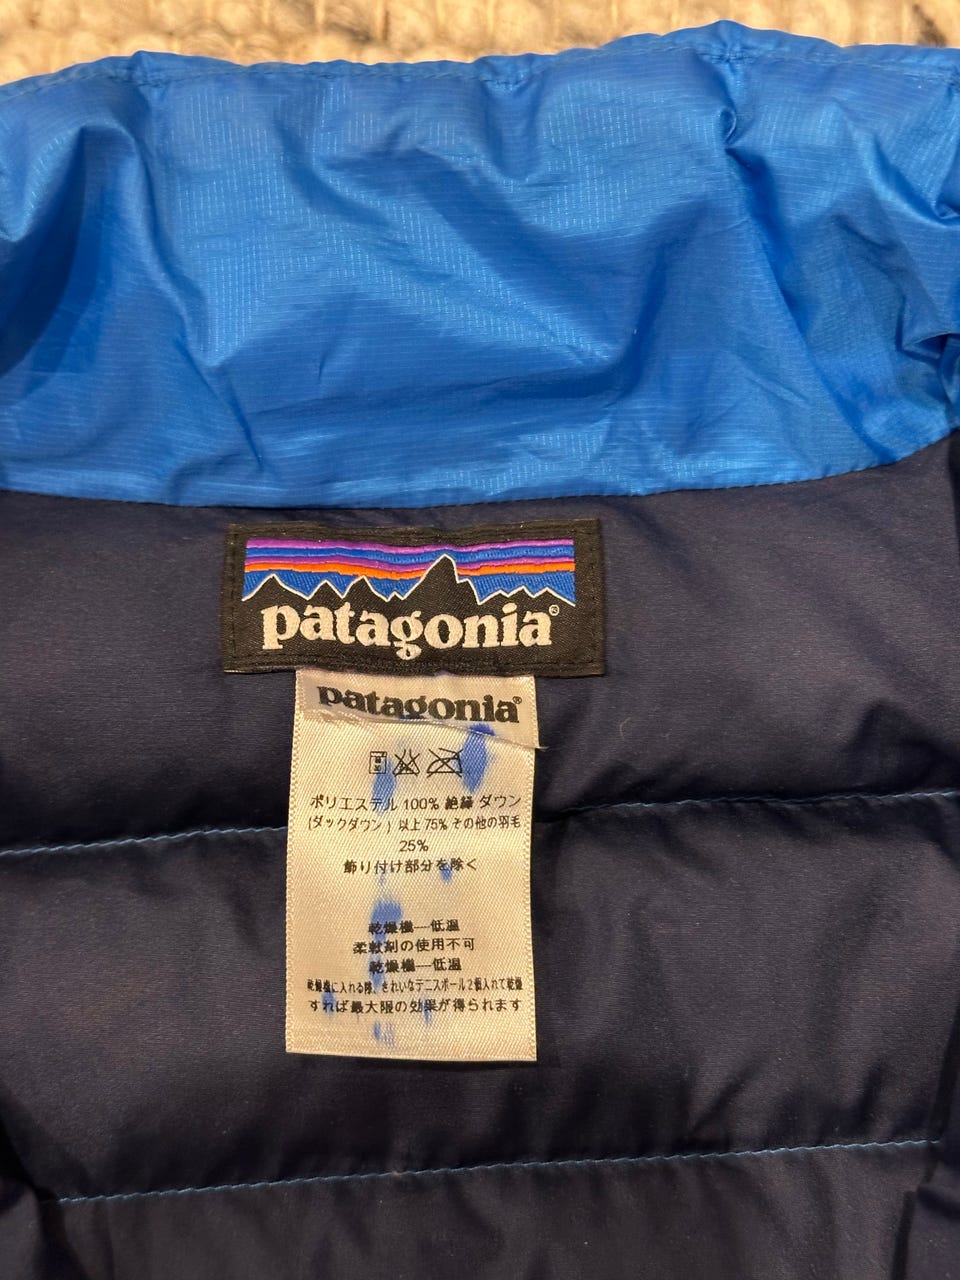 patagonia®
patagonia®
ポリエステル 100% 絶縁 ダウン
(ダックダウン) 以上 75% その他の羽毛
25%
飾り付け部分を除く
乾燥機—低温
柔軟剤の使用不可
乾燥機—低温
乾燥機に入れる際、きれいなテニスボール2個入れて乾燥
すれば最大限の効果が得られます